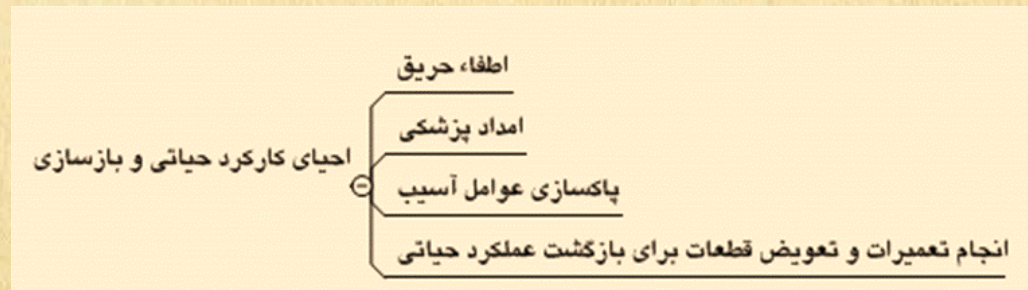 احیای کارکرد حیاتی و بازسازی
اطفاء حریق
امداد پزشکی
پاکسازی عوامل آسیب
انجام تعمیرات و تعویض قطعات برای بازگشت عملکرد حیاتی